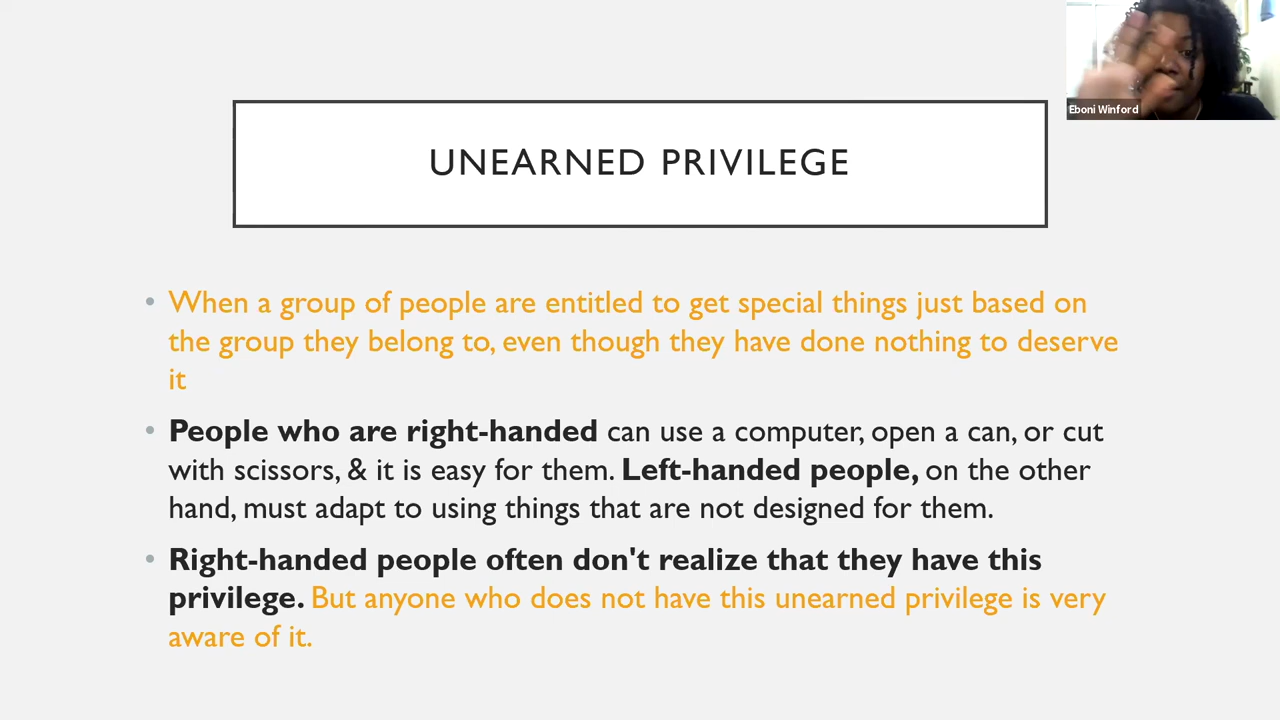 Eboni Winford
UNEARNED PRIVILEGE
• When a group of people are entitled to get special things just based on
the group they belong to, even though they have done nothing to deserve
it
• People who are right-handed can use a computer, open a can, or cut
with scissors, & it is easy for them. Left-handed people, on the other
hand, must adapt to using things that are not designed for them.
• Right-handed people often don't realize that they have this
privilege. But anyone who does not have this unearned privilege is very
aware of it.